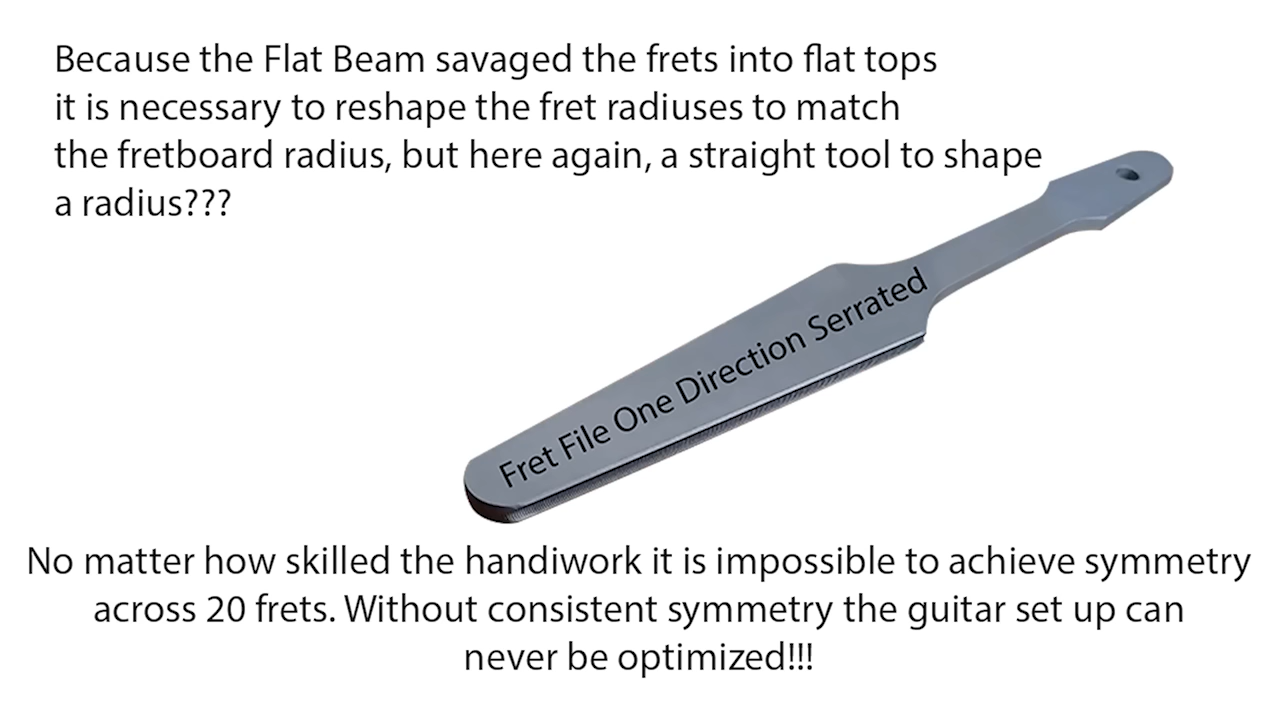 Because the Flat Beam savaged the frets into flat tops
it is necessary to reshape the fret radiuses to match
the fretboard radius, but here again, a straight tool to shape
a radius???
Fret File One Direction Serrated
No matter how skilled the handiwork it is impossible to achieve symmetry
across 20 frets. Without consistent symmetry the guitar set up can
never be optimized!!!